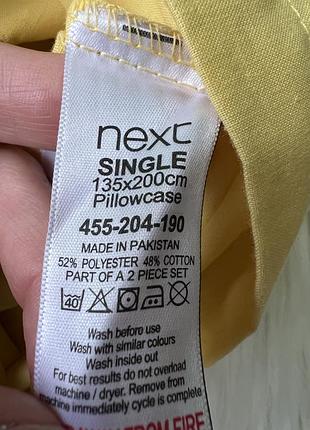 next
SINGLE
135x200cm
Pillowcase
455-204-190
MADE IN PAKISTAN
52% POLYESTER 48% COTTON
PART OF A 2 PIECE SET
40
Wash before use
Wash with similar colours
Wash inside out
For best results do not overload
machine / dryer. Remove from
machine immediately cycle is complete
FROM FIRE